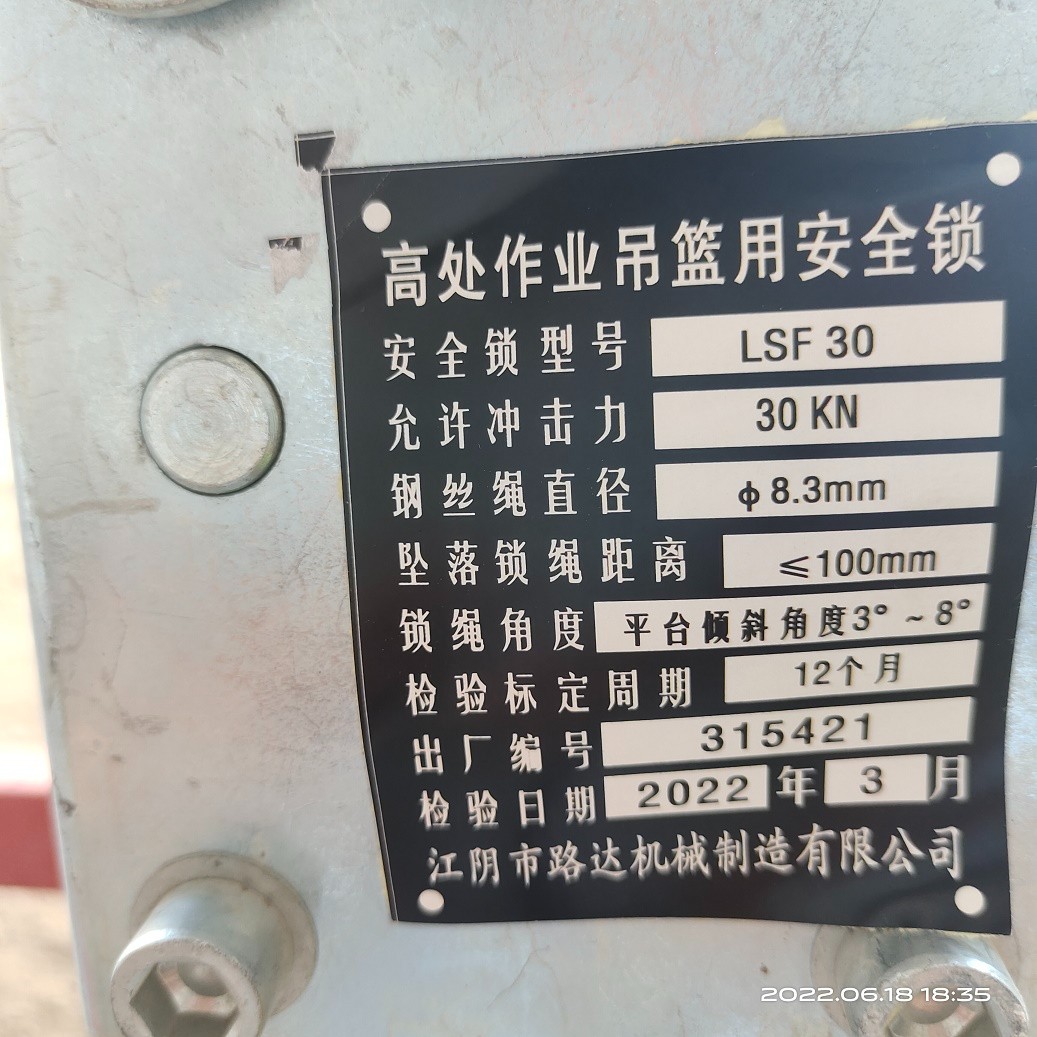 高处作业吊篮用安全锁
安全锁型号 LSF 30
允许冲击力 30 KN
钢丝绳直径 ϕ8.3mm
坠落锁绳距离 ≤100mm
锁绳角度 平台倾斜角度3°~8°
检验标定周期 12个月
出厂编号 315421
检验日期 2022 年 3 月
江阴市路达机械制造有限公司
2022.06.18 18:35